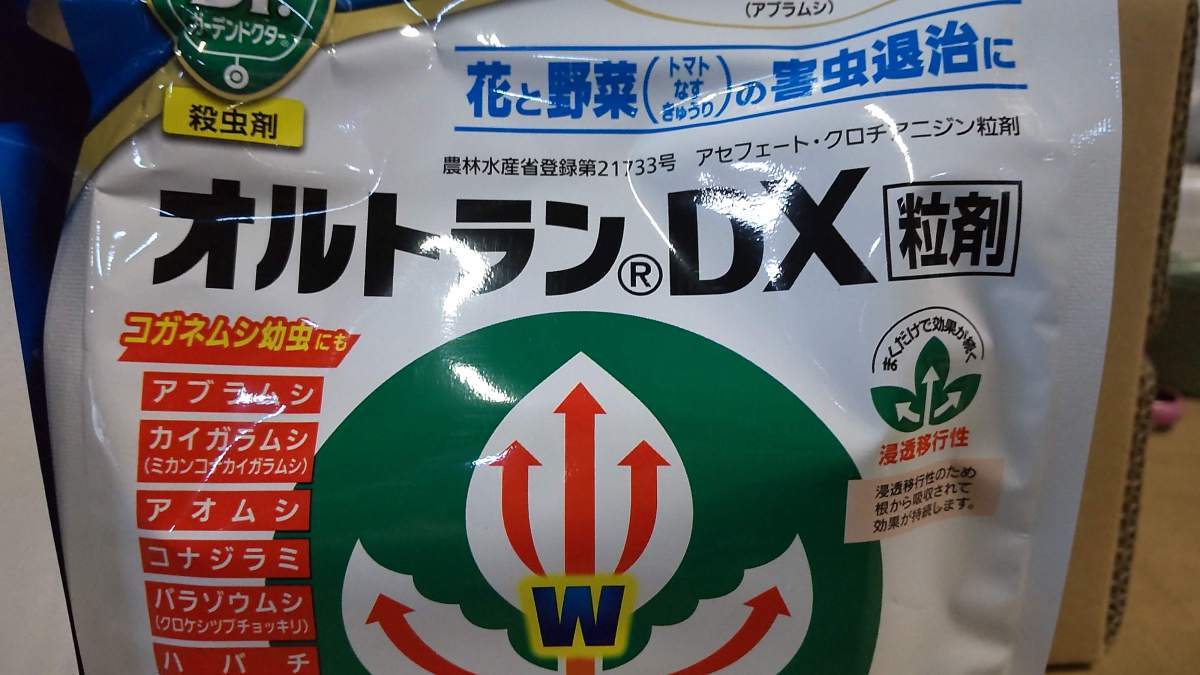 (アブラムシ)
Dr.
ガーデンドクター®
花と野菜(トマト なす きゅうり)の害虫退治に
殺虫剤
農林水産省登録第21733号 アセフェート・クロチアニジン粒剤
オルトラン®DX 粒剤
コガネムシ幼虫にも
まくだけで効果が続く
アブラムシ
カイガラムシ
(ミカンコナカイガラムシ)
浸透移行性
アオムシ
浸透移行性のため
根から吸収されて
効果が持続します。
コナジラミ
バラゾウムシ
(クロケシツブチョッキリ)
W
ハバチ